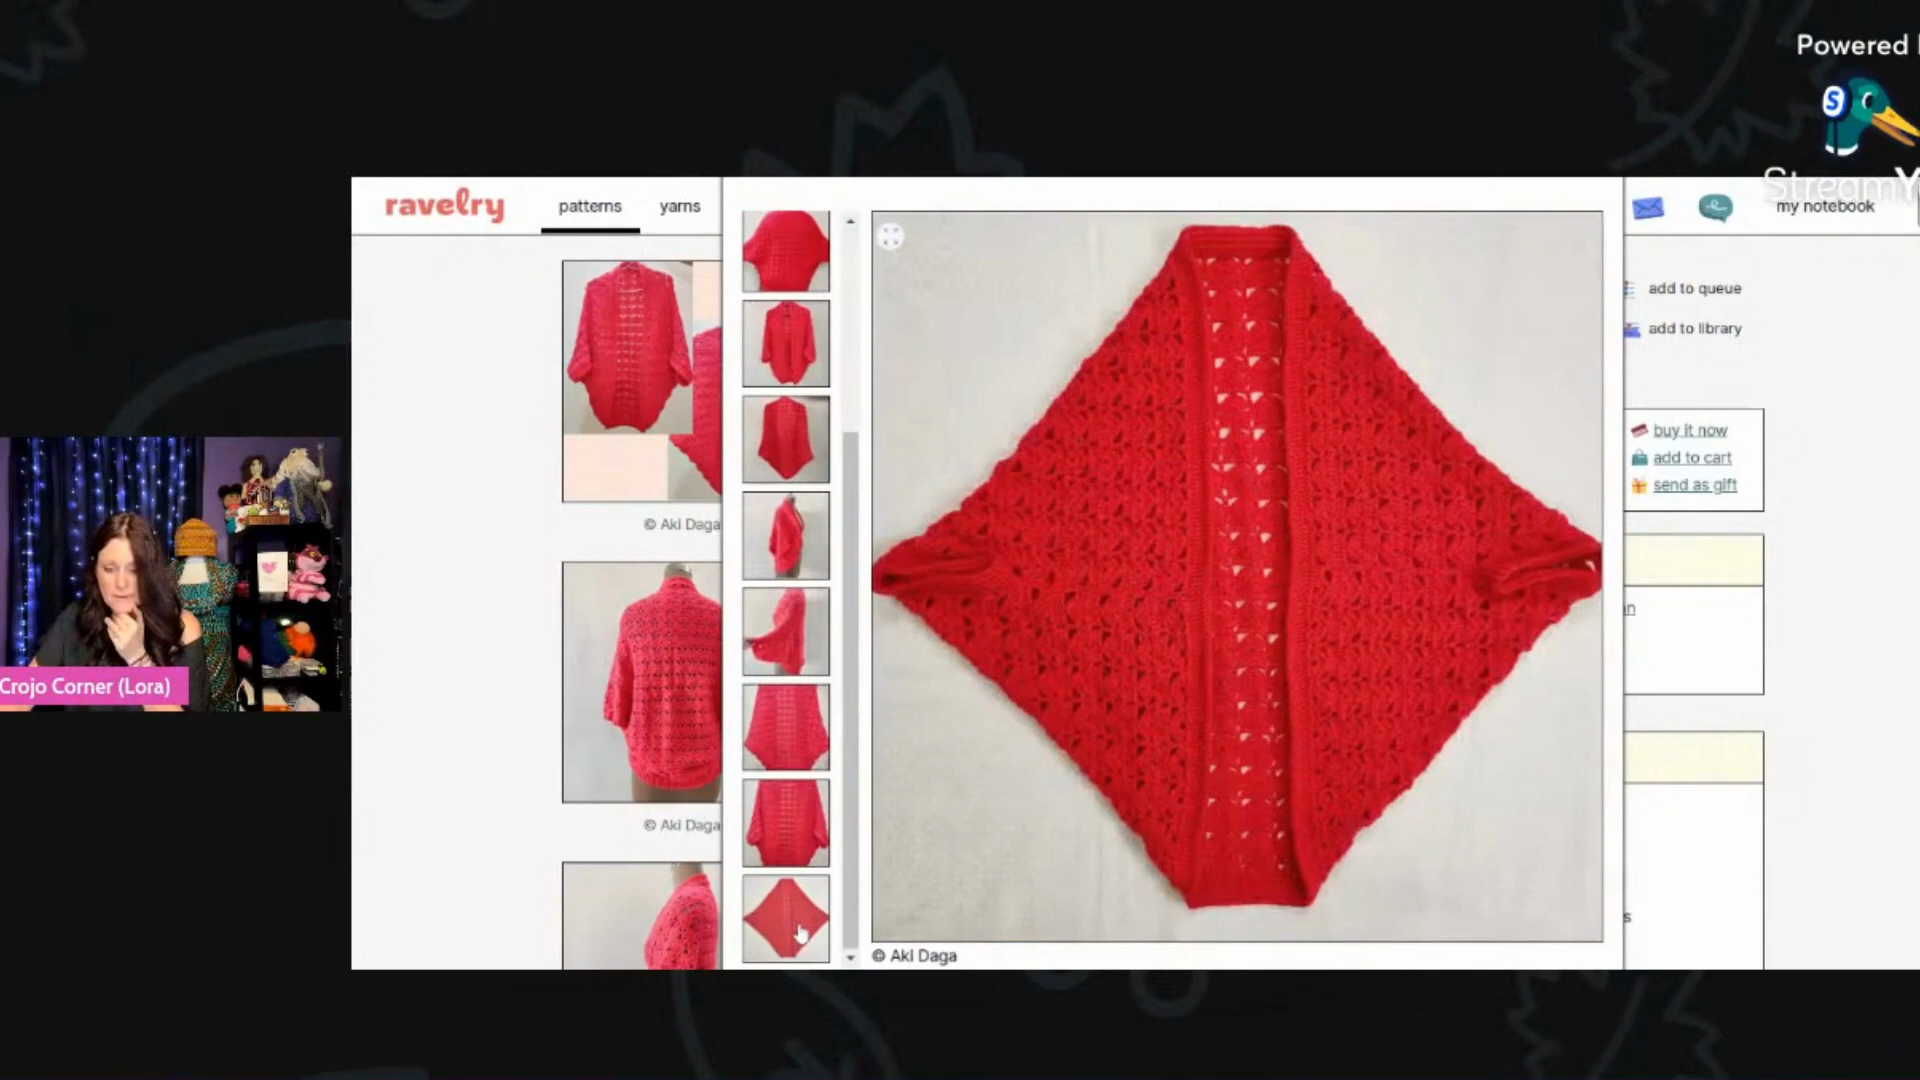 Powered
S
StreamY
ravelry
patterns
yarns
my notebook
add to queue
add to library
buy it now
add to cart
send as gift
© Aki Daga
© Aki Daga
© Aki Daga
Crojo Corner (Lora)